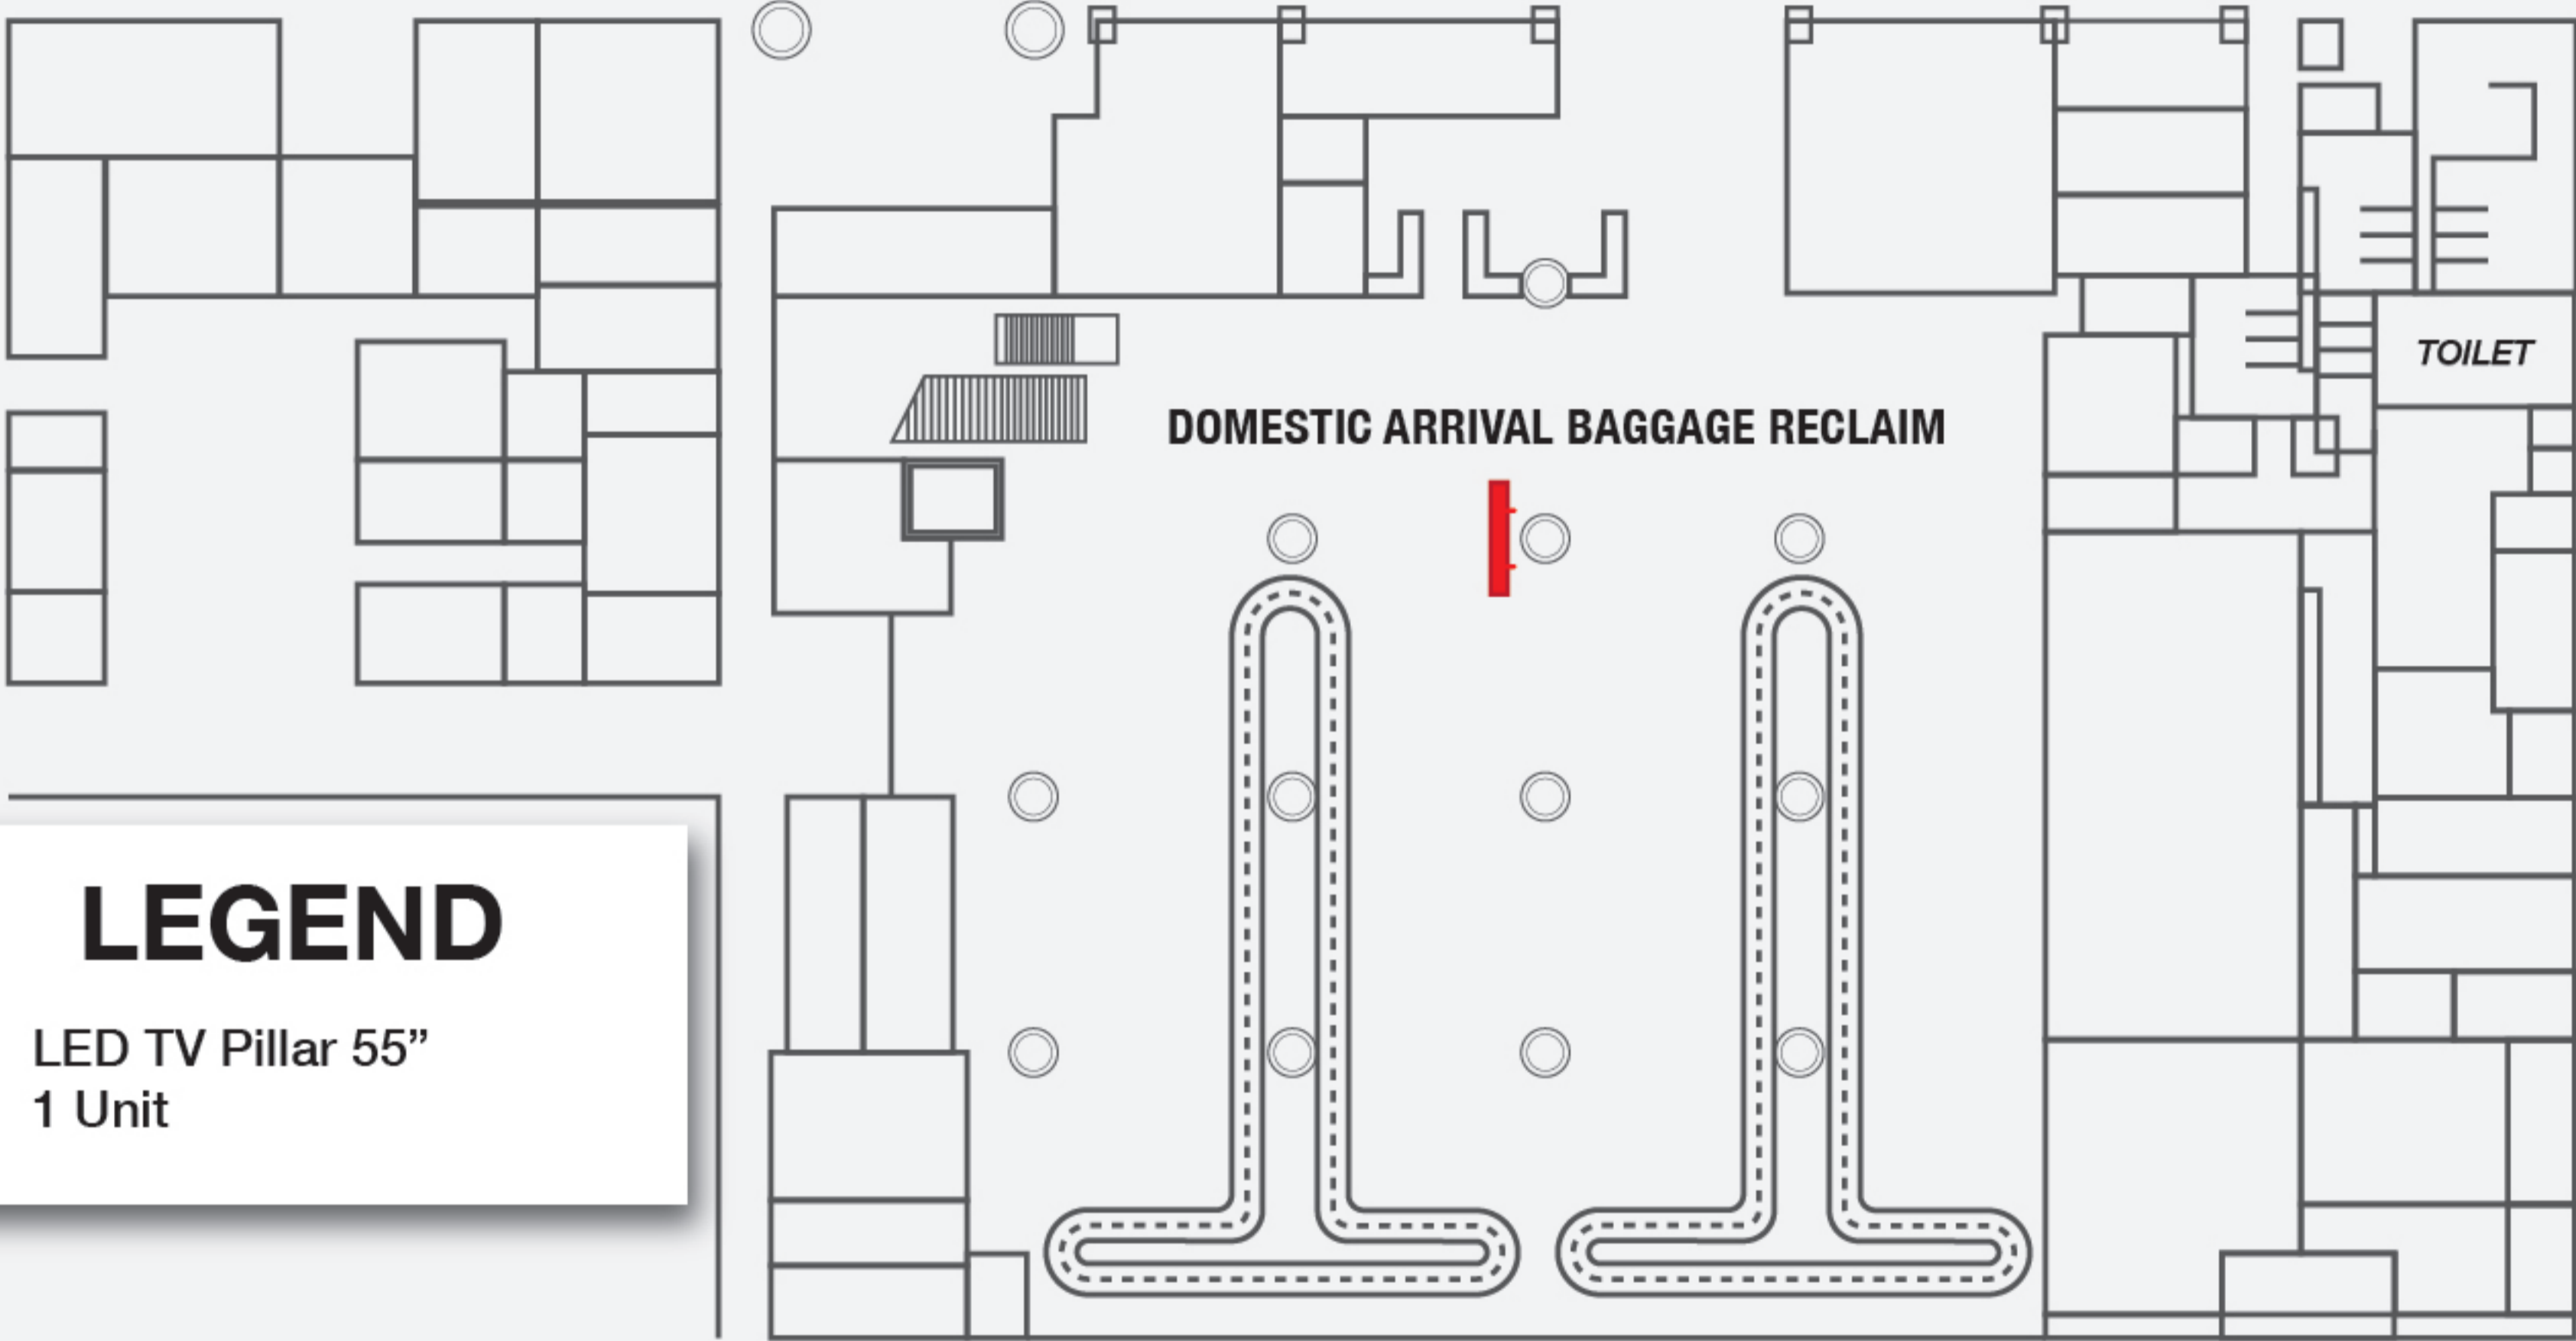 TOILET
DOMESTIC ARRIVAL BAGGAGE RECLAIM
LEGEND
LED TV Pillar 55”
1 Unit